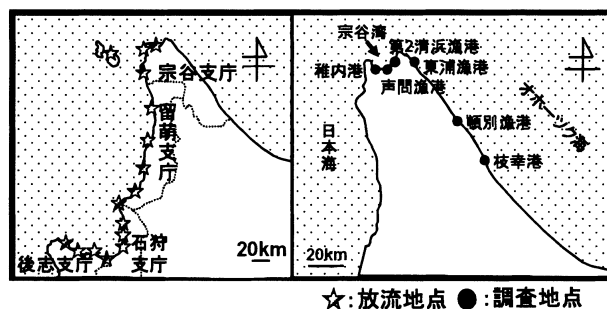 宗谷支庁
留萌支庁
石狩支庁
後志支庁
20km
宗谷湾
第2清浜漁港
稚内港
東浦漁港
声問漁港
オホーツク海
日本海
頓別漁港
枝幸港
20km
☆:放流地点 ●:調査地点